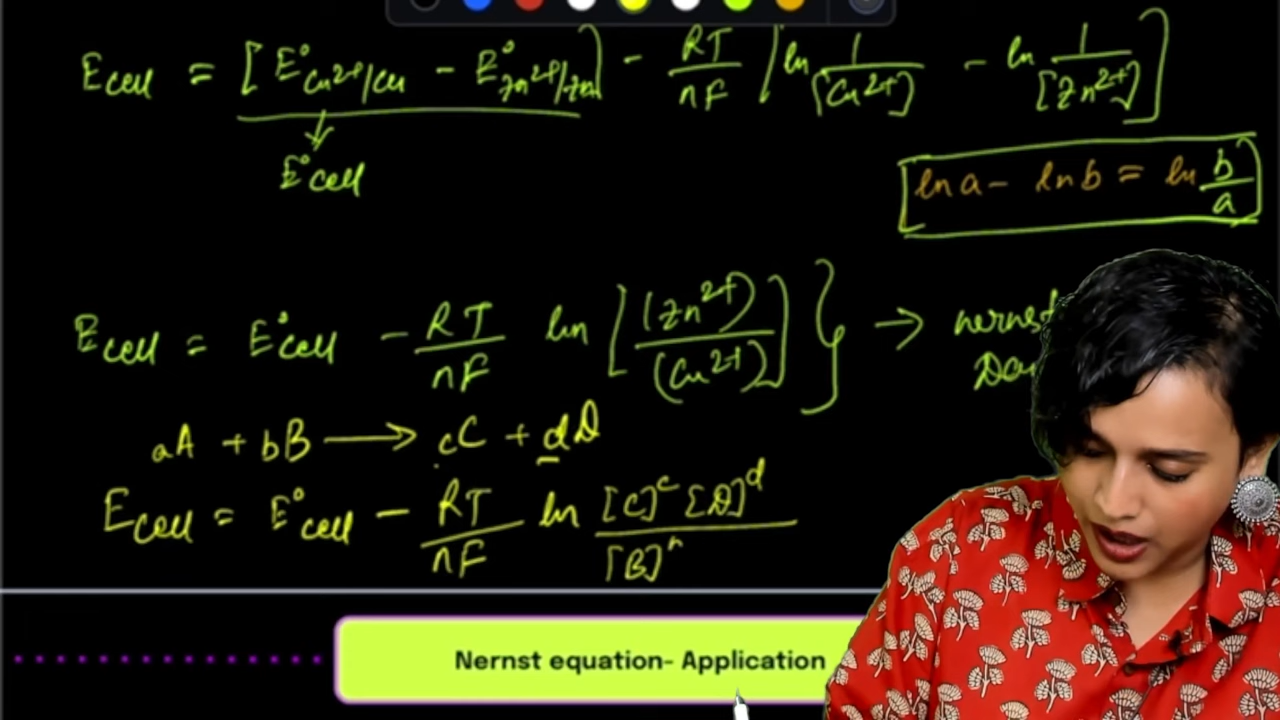 Ecell = [E°Cu2+/Cu - E°Zn2+/Zn] - RT/nF [ln 1/[Cu2+] - ln 1/[Zn2+]]
E°cell
ln a - ln b = ln b/a
Ecell = E°cell - RT/nF ln [(Zn2+)/(Cu2+)] } →
aA + bB → cC + dD
Ecell = E°cell - RT/nF ln [C]^c [D]^d / [B]
Nernst equation- Application